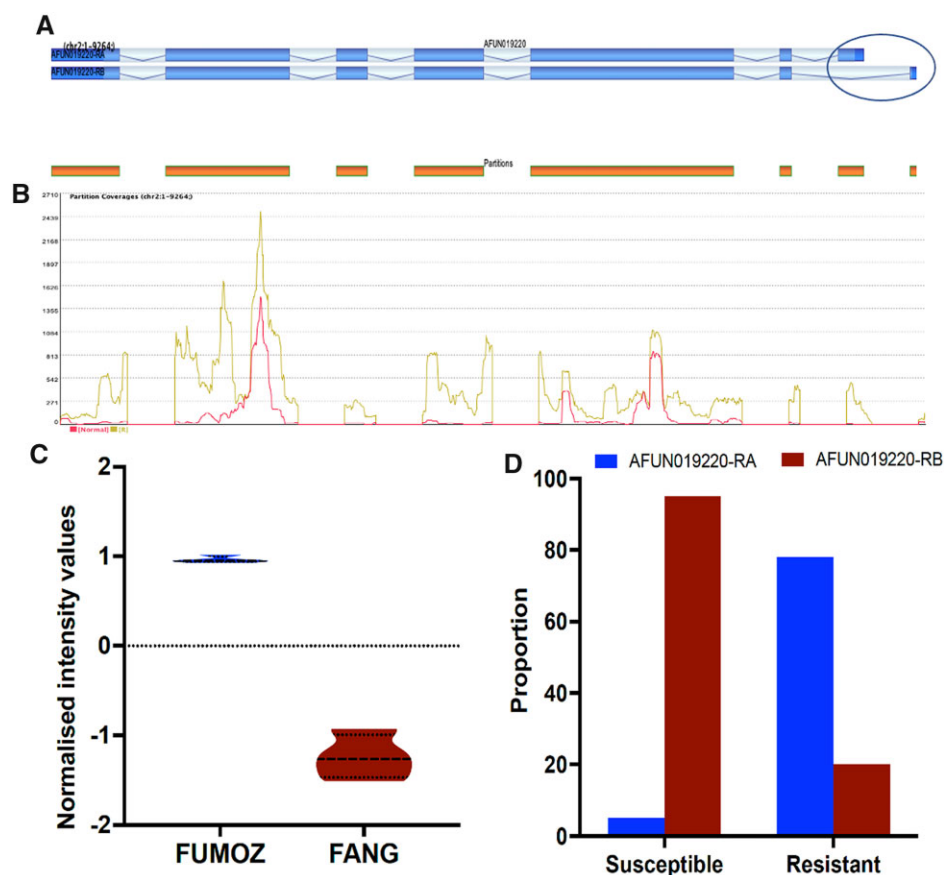 A
(chr2:1-9264:)
AFUN019220
AFUN019220-RA
AFUN019220-RB
Partitions
B
Partition Coverages (chr2:1-9264:)
2710
2439
2168
1897
1626
1355
1084
813
542
271
0
[Normal] [R]
C
Normalised intensity values
2
1
0
-1
-2
FUMOZ FANG
D
AFUN019220-RA AFUN019220-RB
Proportion
100
80
60
40
20
0
Susceptible Resistant